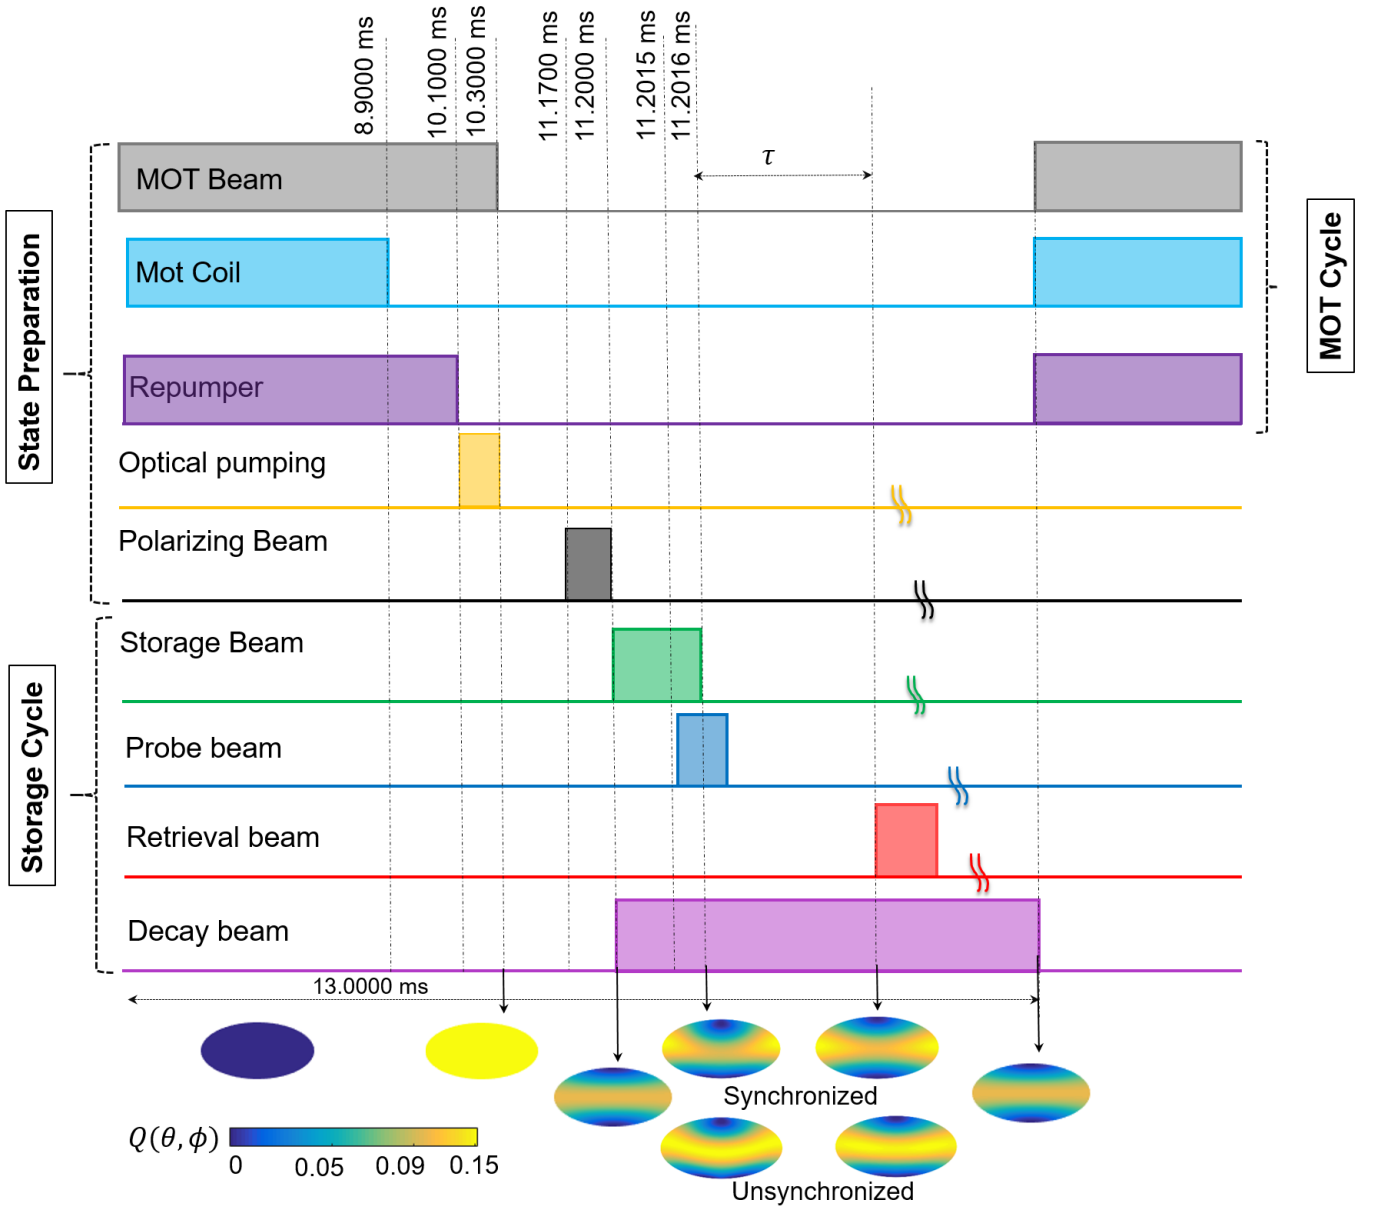 8.9000 ms
10.1000 ms
10.3000 ms
11.1700 ms
11.2000 ms
11.2015 ms
11.2016 ms
τ
MOT Beam
Mot Coil
Repumper
Optical pumping
Polarizing Beam
State Preparation
MOT Cycle
Storage Beam
Probe beam
Retrieval beam
Decay beam
Storage Cycle
13.0000 ms
Synchronized
Q(θ,ϕ)
0 0.05 0.09 0.15
Unsynchronized